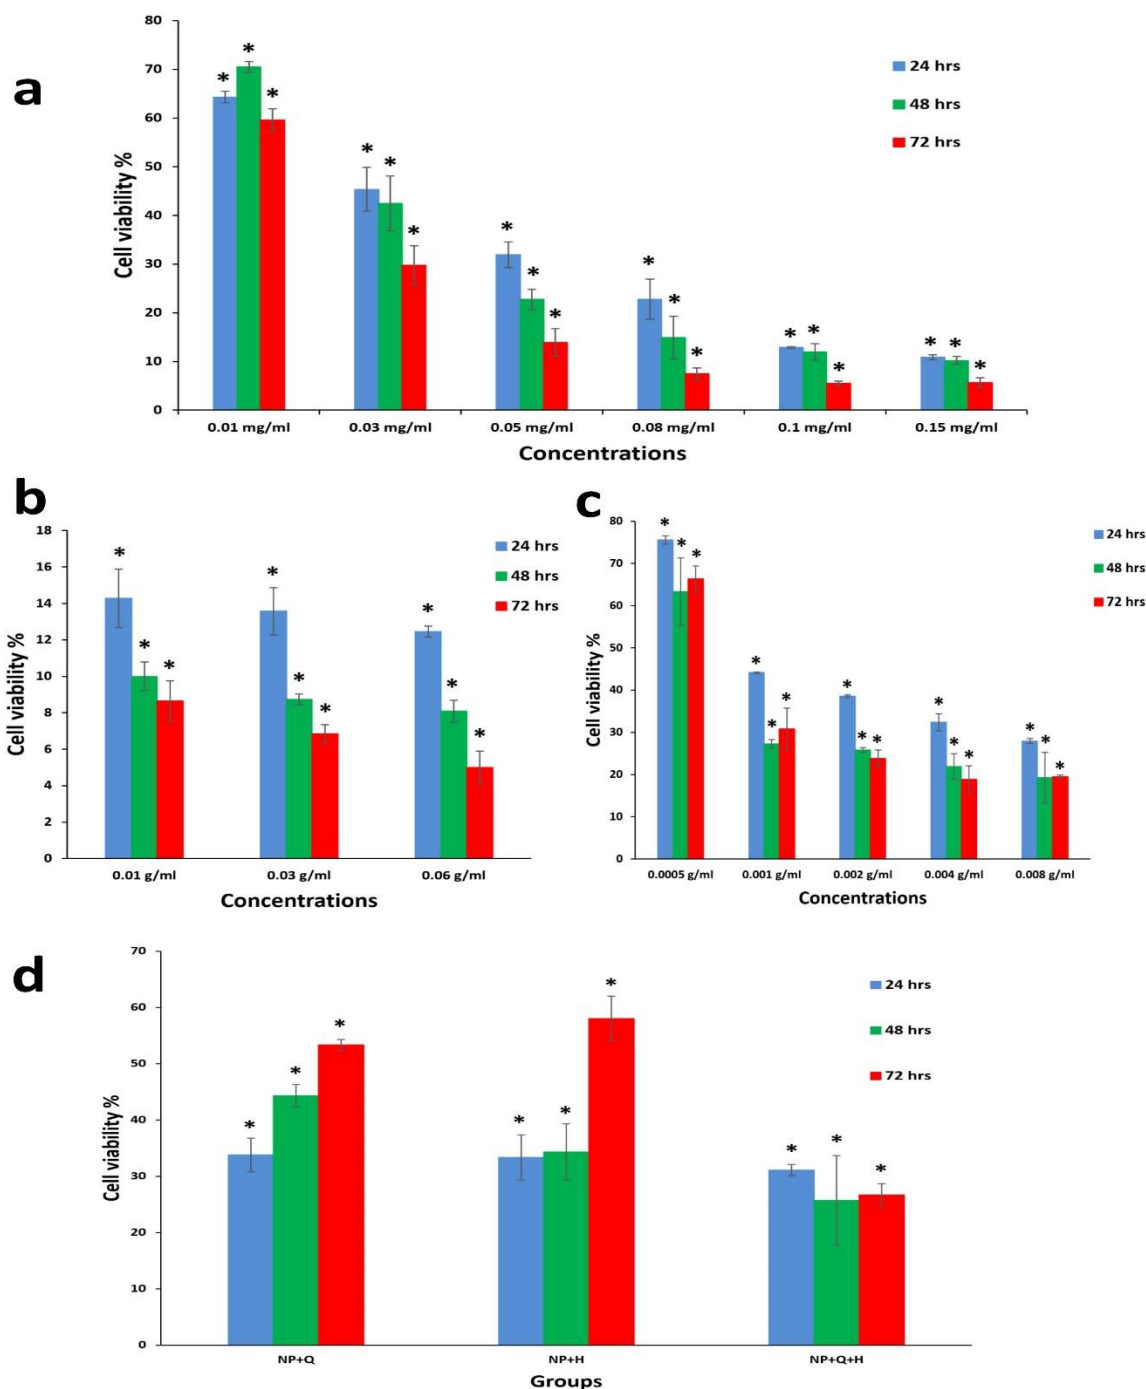 a
80
70
60
50
40
30
20
10
0
Cell viability %
* * * * * * * * * * * * * * * * * *
24 hrs
48 hrs
72 hrs
0.01 mg/ml 0.03 mg/ml 0.05 mg/ml 0.08 mg/ml 0.1 mg/ml 0.15 mg/ml
Concentrations
b
18
16
14
12
10
8
6
4
2
0
Cell viability %
* * * * * * * * *
24 hrs
48 hrs
72 hrs
0.01 g/ml 0.03 g/ml 0.06 g/ml
Concentrations
c
80
70
60
50
40
30
20
10
0
Cell viability %
* * * * * * * * * * * * * * *
24 hrs
48 hrs
72 hrs
0.0005 g/ml 0.001 g/ml 0.002 g/ml 0.004 g/ml 0.008 g/ml
Concentrations
d
70
60
50
40
30
20
10
0
Cell viability %
* * * * * * * * *
24 hrs
48 hrs
72 hrs
NP+Q NP+H NP+Q+H
Groups